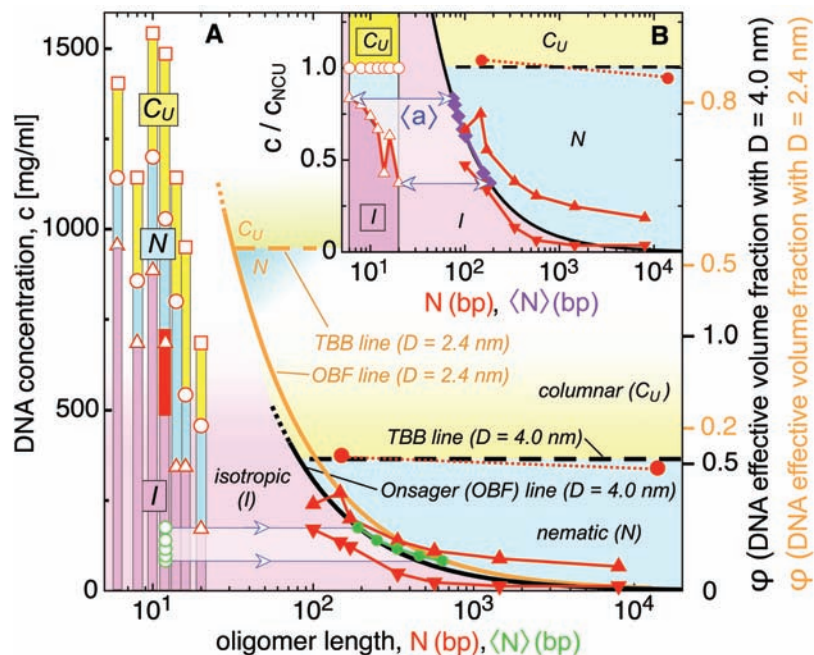 1500
1000
500
0
DNA concentration, c [mg/ml]
A
C_U
N
I
C_U
N
TBB line (D = 2.4 nm)
OBF line (D = 2.4 nm)
columnar (C_U)
TBB line (D = 4.0 nm)
isotropic
(I)
Onsager (OBF) line (D = 4.0 nm)
nematic (N)
10^1
10^2
10^3
10^4
oligomer length, N (bp), ⟨N⟩ (bp)
B
C_U
C_U
1.0
0.5
0
c / c_NCU
⟨a⟩
N
I
I
10^1
10^2
10^3
10^4
N (bp), ⟨N⟩ (bp)
0.8
0.5
0.2
1.0
0.5
0
φ (DNA effective volume fraction with D = 4.0 nm)
φ (DNA effective volume fraction with D = 2.4 nm)